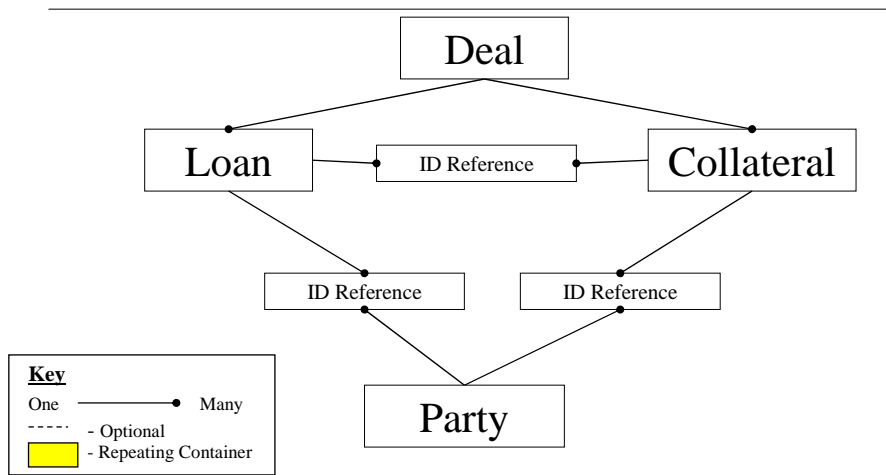 Deal
Loan
ID Reference
Collateral
ID Reference
ID Reference
Party
Key
One
Many
- Optional
- Repeating Container